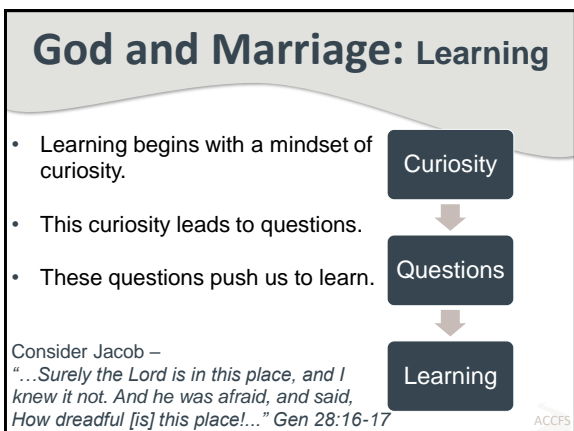 God and Marriage: Learning
• Learning begins with a mindset of
curiosity.
• This curiosity leads to questions.
• These questions push us to learn.
Consider Jacob –
"…Surely the Lord is in this place, and I
knew it not. And he was afraid, and said,
How dreadful [is] this place!..." Gen 28:16-17
Curiosity
Questions
Learning
ACCFS